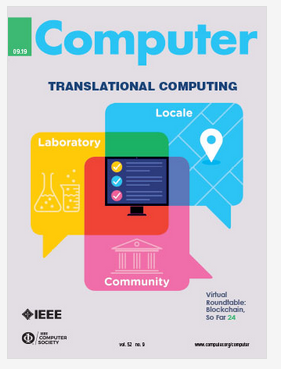 09.19
Computer
TRANSLATIONAL COMPUTING
Locale
Laboratory
Community
Virtual
Roundtable:
Blockchain,
So Far 24
IEEE
IEEE
COMPUTER
SOCIETY
vol. 52 no. 9
www.computer.org/computer